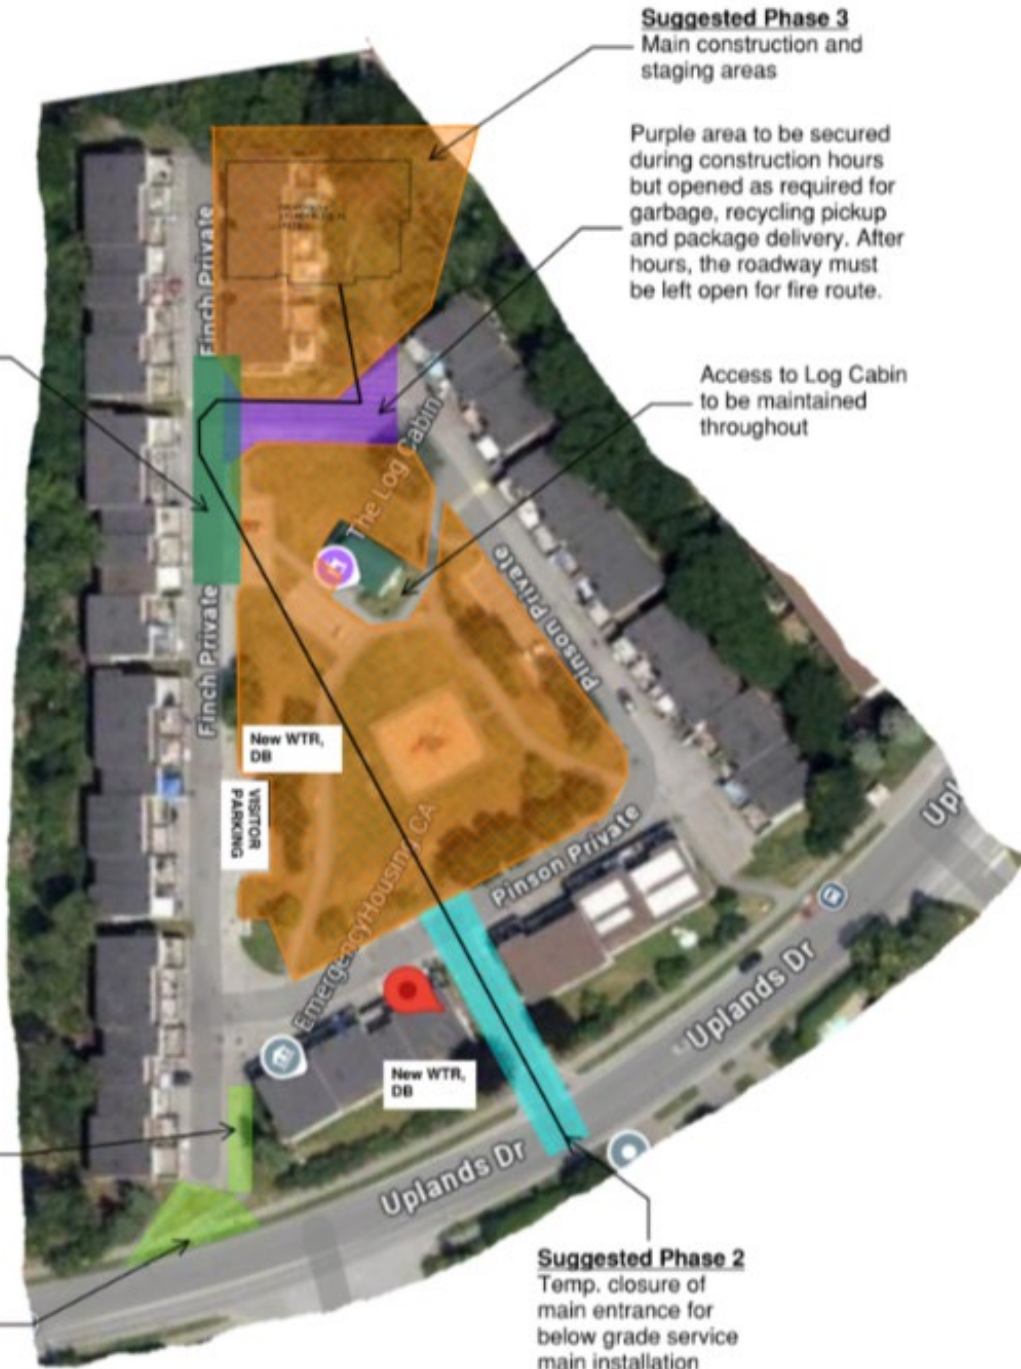 Suggested Phase 3
Main construction and
staging areas
Purple area to be secured
during construction hours
but opened as required for
garbage, recycling pickup
and package delivery. After
hours, the roadway must
be left open for fire route.
Access to Log Cabin
to be maintained
throughout
Finch Private
The Log Cabin
Pinson Private
Finch Private
New WTR,
DB
VISITOR
PARKING
EmergencyHousing.CA
Pinson Private
Upl
Uplands Dr
New WTR,
DB
Uplands Dr
Suggested Phase 2
Temp. closure of
main entrance for
below grade service
main installation